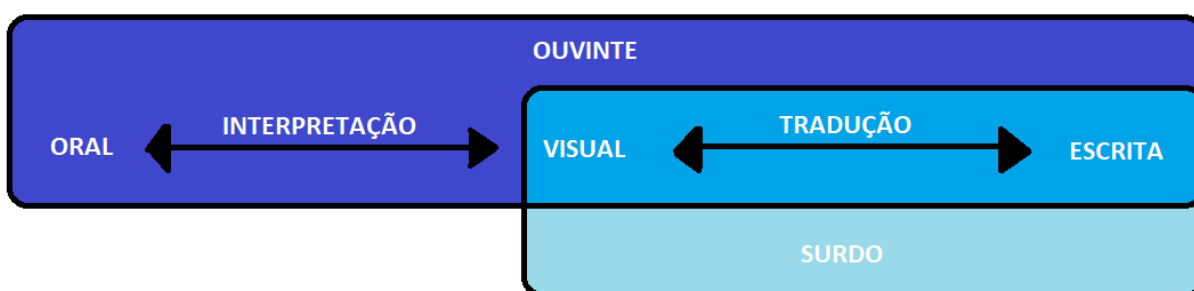 OUVINTE
ORAL INTERPRETAÇÃO VISUAL TRADUÇÃO ESCRITA
SURDO